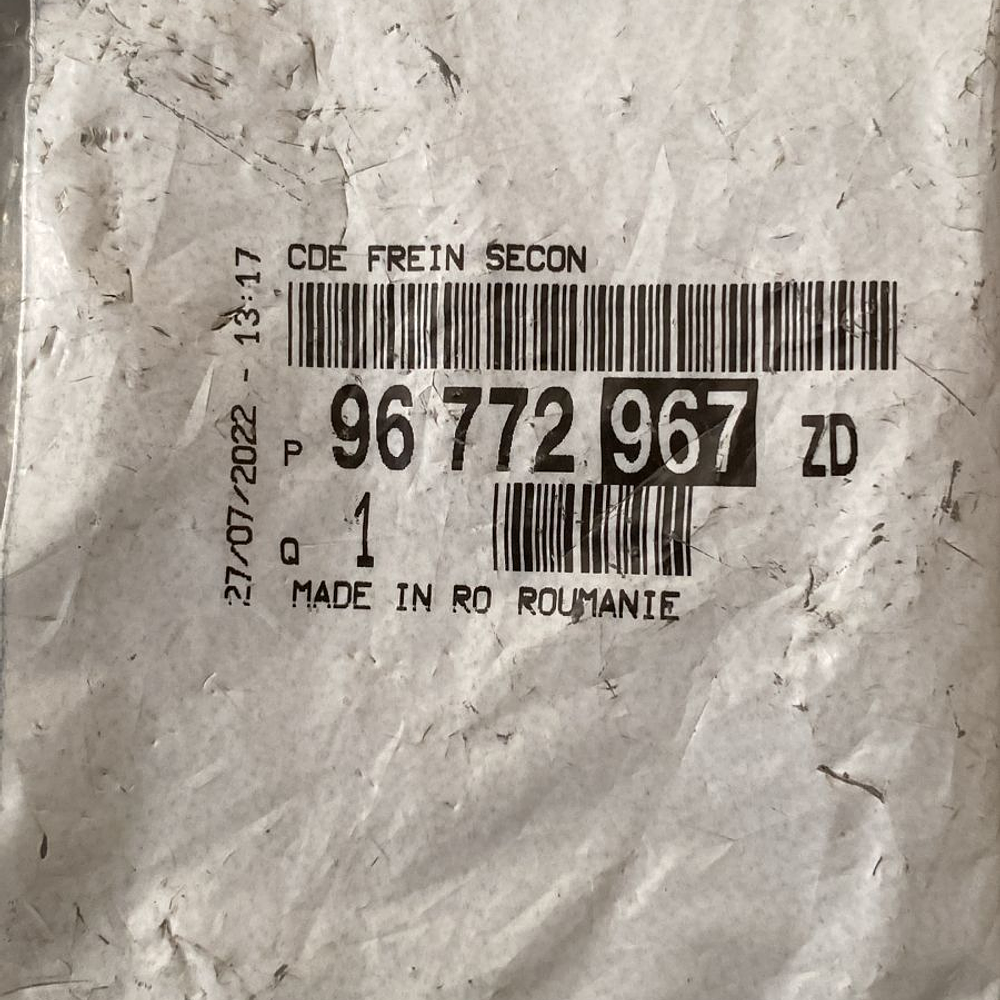 CDE FREIN SECON
P 96 772 967 ZD
Q 1
MADE IN RO ROUMANIE
27/07/2022 - 13:17